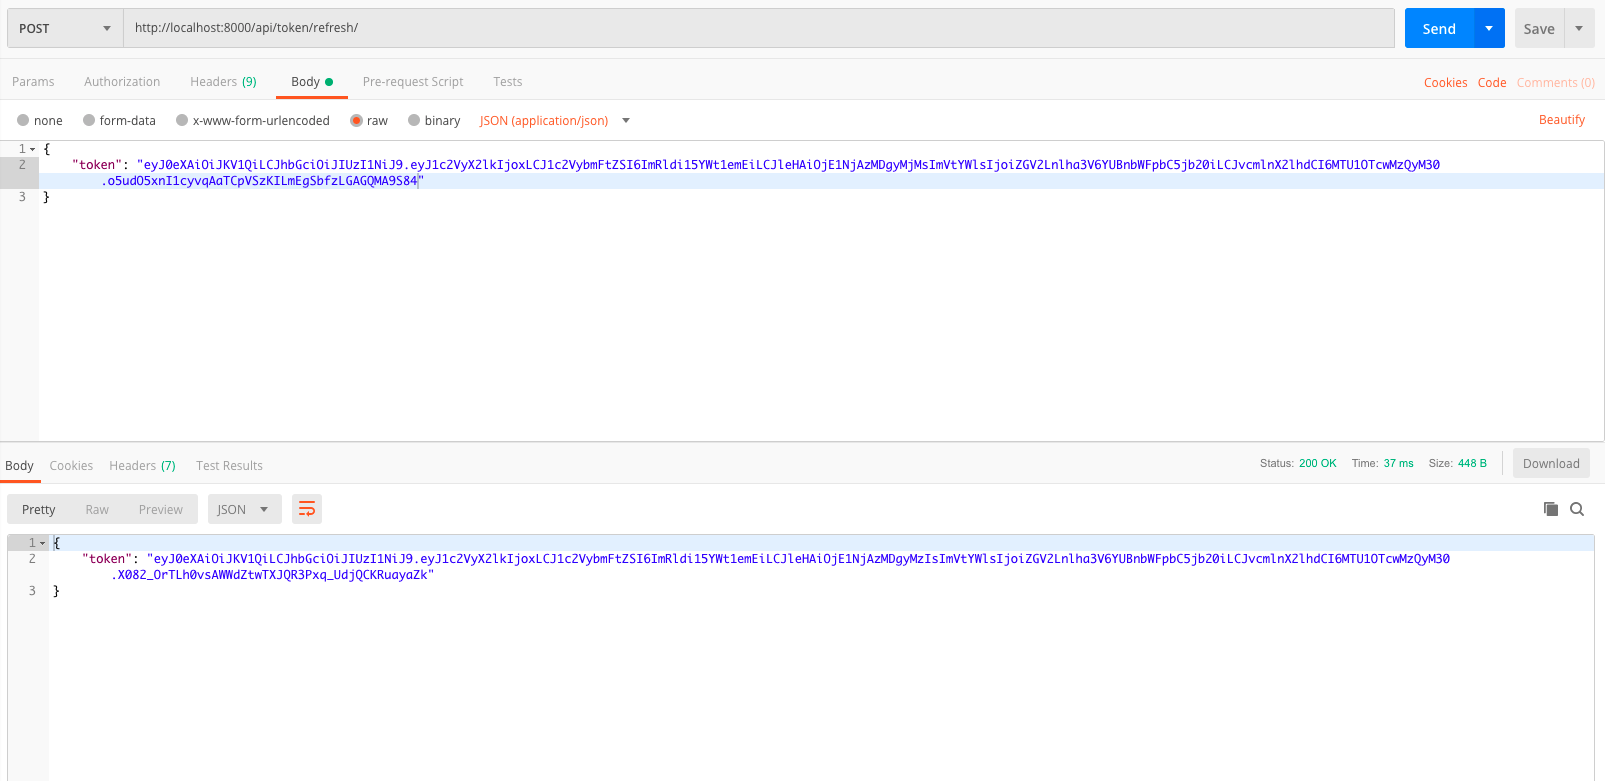 POST http://localhost:8000/api/token/refresh/ Send Save
Params Authorization Headers (9) Body Pre-request Script Tests Cookies Code Comments (0)
none form-data x-www-form-urlencoded raw binary JSON (application/json) Beautify
1 {
2 "token": "eyJ0eXAiOiJKV1QiLCJhbGciOiJIUzI1NiJ9.eyJ1c2VyX2lkIjoxLCJ1c2VybmFtZSI6ImRldi15YWt1emEiLCJleHAiOjE1NjAzMDgyMjMsImVtYWlsIjoiZGV2Lnlha3V6YUBnbWFpbC5jb20iLCJvcmlnX2lhdCI6MTU1OTcwMzQyM30
.o5udO5xnI1cyvqAaTCpVSzKILmEgSbfzLGAGQMA9S84"
3 }
Body Cookies Headers (7) Test Results Status: 200 OK Time: 37 ms Size: 448 B Download
Pretty Raw Preview JSON
1 {
2 "token": "eyJ0eXAiOiJKV1QiLCJhbGciOiJIUzI1NiJ9.eyJ1c2VyX2lkIjoxLCJ1c2VybmFtZSI6ImRldi15YWt1emEiLCJleHAiOjE1NjAzMDgyMzIsImVtYWlsIjoiZGV2Lnlha3V6YUBnbWFpbC5jb20iLCJvcmlnX2lhdCI6MTU1OTcwMzQyM30
.X082_OrTLh0vsAWWdZtwTXJQR3Pxq_UdjQCKRuayaZk"
3 }